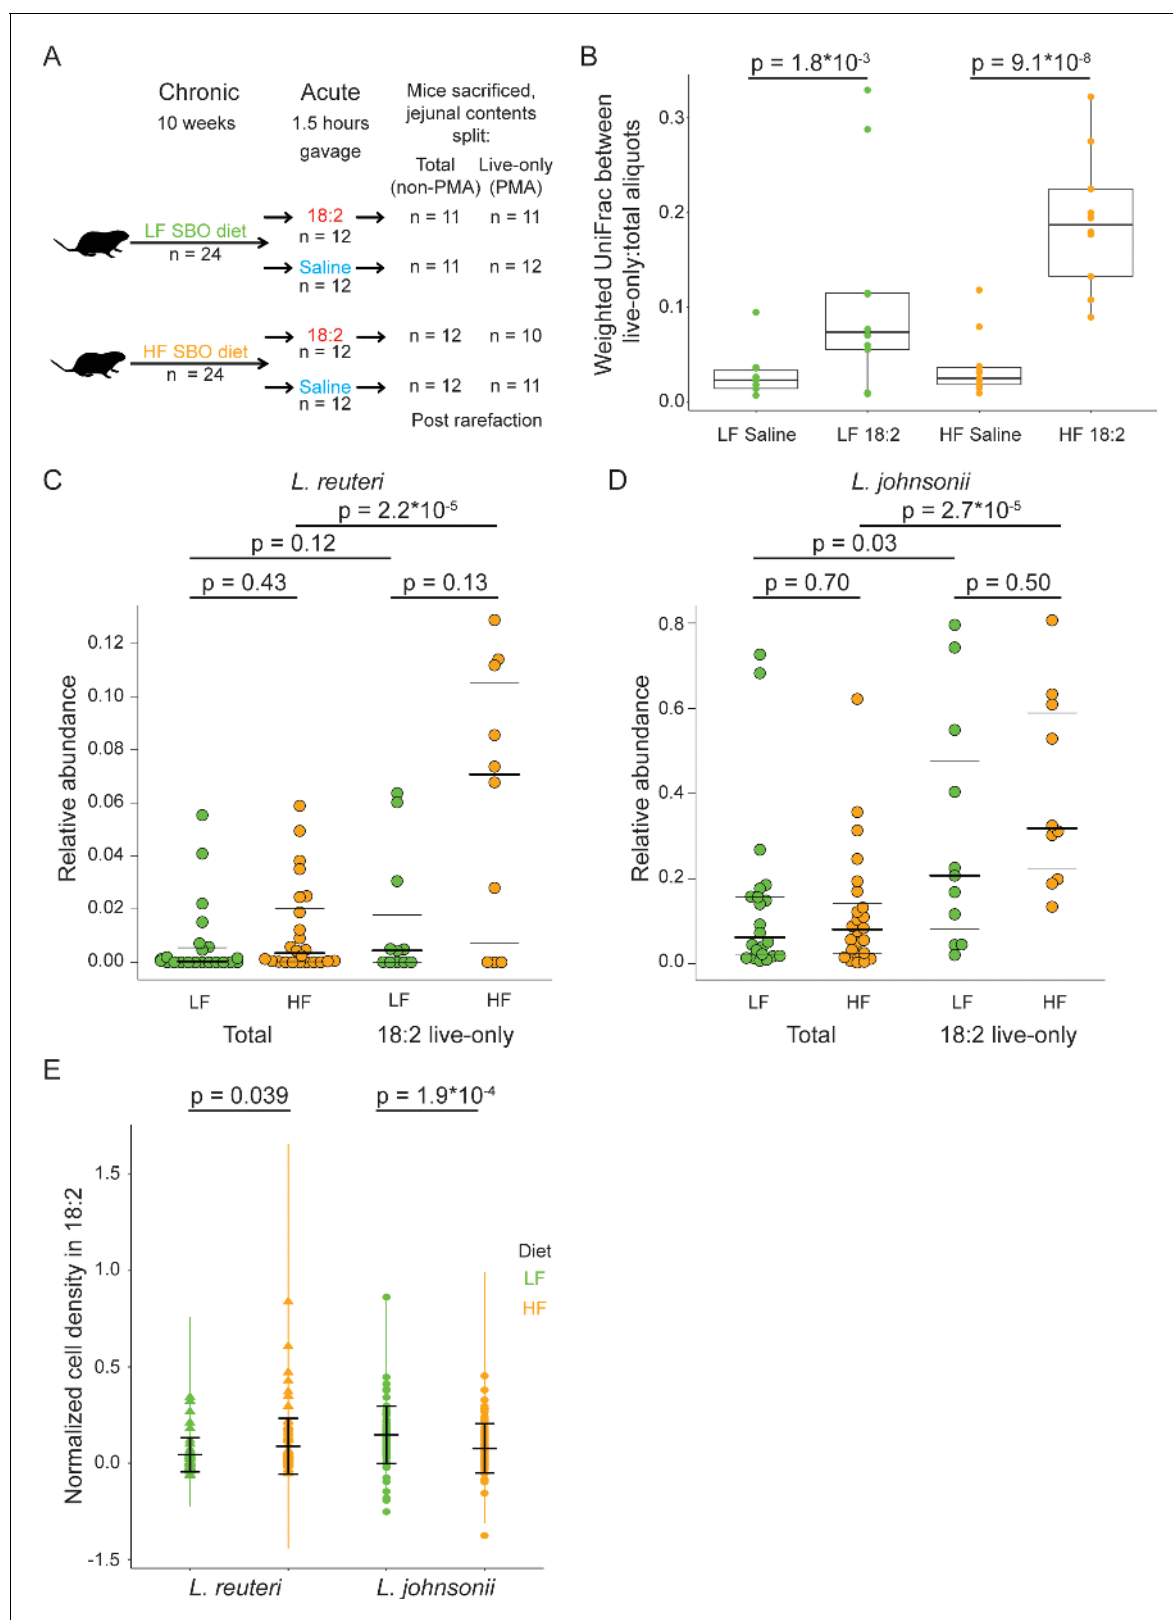 A
Chronic
10 weeks
Acute
1.5 hours
gavage
Mice sacrificed,
jejunal contents
split:
Total
(non-PMA)
Live-only
(PMA)
LF SBO diet
n = 24
18:2
n = 12
n = 11
n = 11
Saline
n = 12
n = 11
n = 12
HF SBO diet
n = 24
18:2
n = 12
n = 12
n = 10
Saline
n = 12
n = 12
n = 11
Post rarefaction
B
p = 1.8*10-3
p = 9.1*10-8
Weighted UniFrac between
live-only:total aliquots
0.3
0.2
0.1
0.0
LF Saline
LF 18:2
HF Saline
HF 18:2
C
L. reuteri
p = 2.2*10-5
p = 0.12
p = 0.43
p = 0.13
Relative abundance
0.12
0.10
0.08
0.06
0.04
0.02
0.00
LF
HF
LF
HF
Total
18:2 live-only
D
L. johnsonii
p = 2.7*10-5
p = 0.03
p = 0.70
p = 0.50
Relative abundance
0.8
0.6
0.4
0.2
0.0
LF
HF
LF
HF
Total
18:2 live-only
E
p = 0.039
p = 1.9*10-4
Normalized cell density in 18:2
1.5
1.0
0.5
0.0
-1.5
Diet
LF
HF
L. reuteri
L. johnsonii